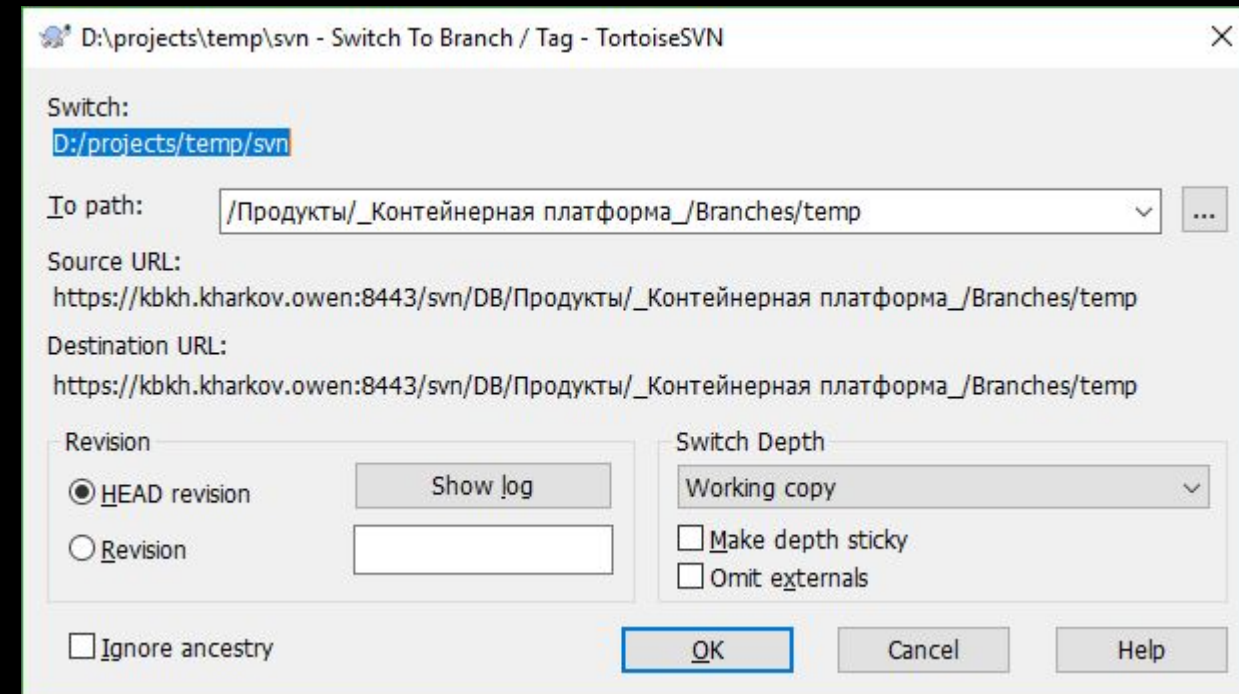 D:\projects\temp\svn - Switch To Branch / Tag - TortoiseSVN
Switch:
D:/projects/temp/svn
To path: /Продукты/_Контейнерная платформа_/Branches/temp ...
Source URL:
https://kbkh.kharkov.owen:8443/svn/DB/Продукты/_Контейнерная платформа_/Branches/temp
Destination URL:
https://kbkh.kharkov.owen:8443/svn/DB/Продукты/_Контейнерная платформа_/Branches/temp
Revision
HEAD revision Show log
Revision
Switch Depth
Working copy
Make depth sticky
Omit externals
Ignore ancestry
OK Cancel Help